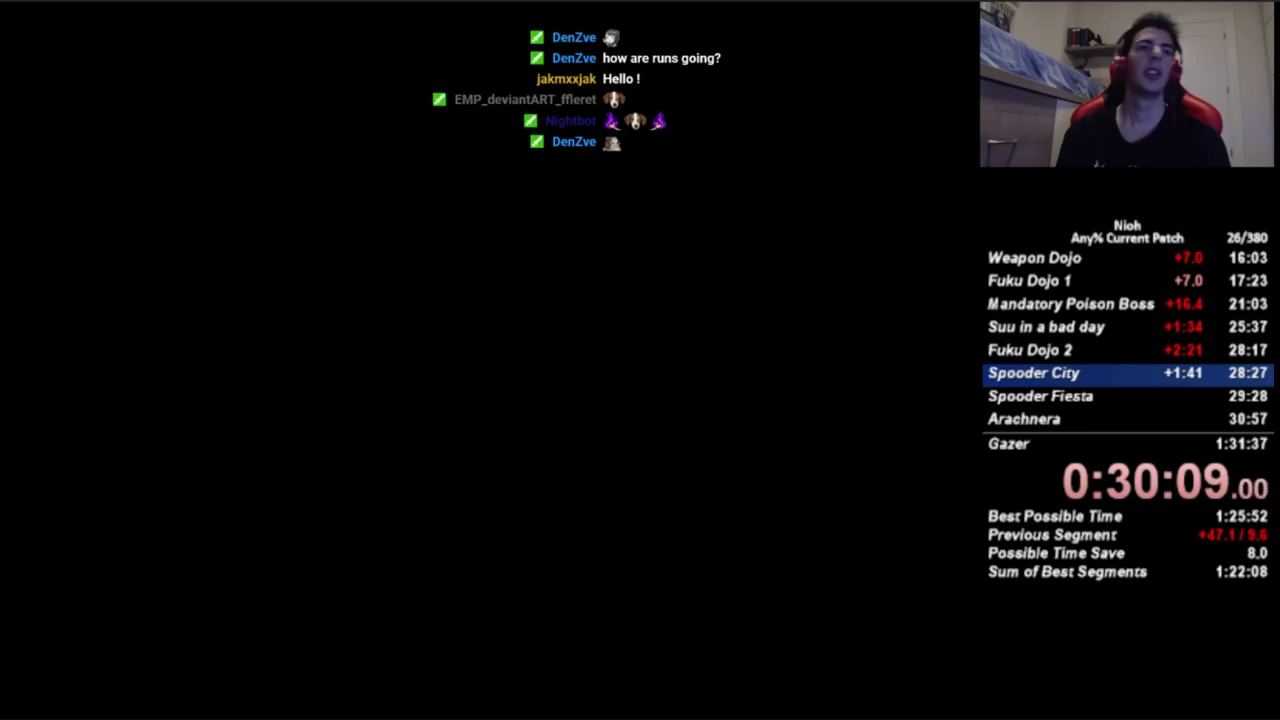 DenZve
DenZve how are runs going?
jakmxxjak Hello !
EMP_deviantART_ffleret
Nightbot
DenZve
Nioh
Any% Current Patch 26/380
Weapon Dojo +7.0 16:03
Fuku Dojo 1 +7.0 17:23
Mandatory Poison Boss +16.4 21:03
Suu in a bad day +1:34 25:37
Fuku Dojo 2 +2:21 28:17
Spooder City +1:41 28:27
Spooder Fiesta 29:28
Arachnera 30:57
Gazer 1:31:37
0:30:09.00
Best Possible Time 1:25:52
Previous Segment +47.1 / 9.6
Possible Time Save 8.0
Sum of Best Segments 1:22:08